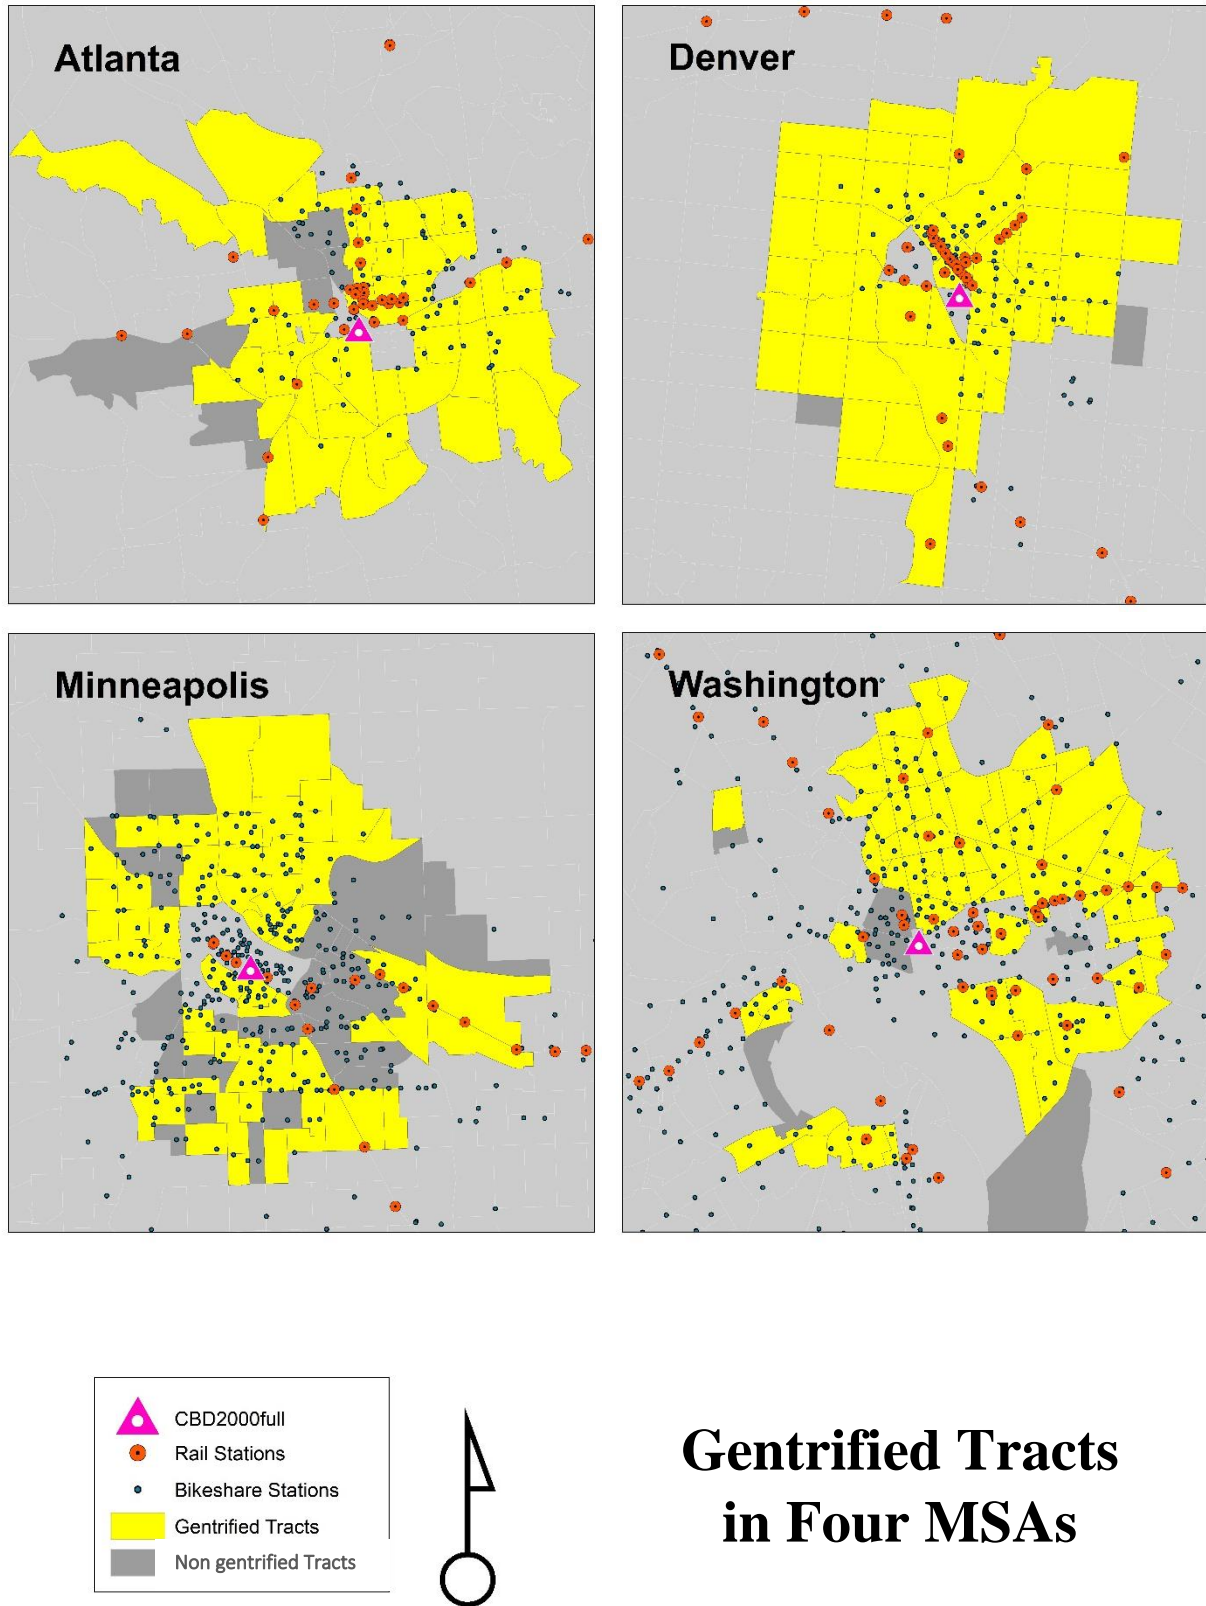 Atlanta
Denver
Minneapolis
Washington
CBD2000full
Rail Stations
Bikeshare Stations
Gentrified Tracts
Non gentrified Tracts
Gentrified Tracts
in Four MSAs